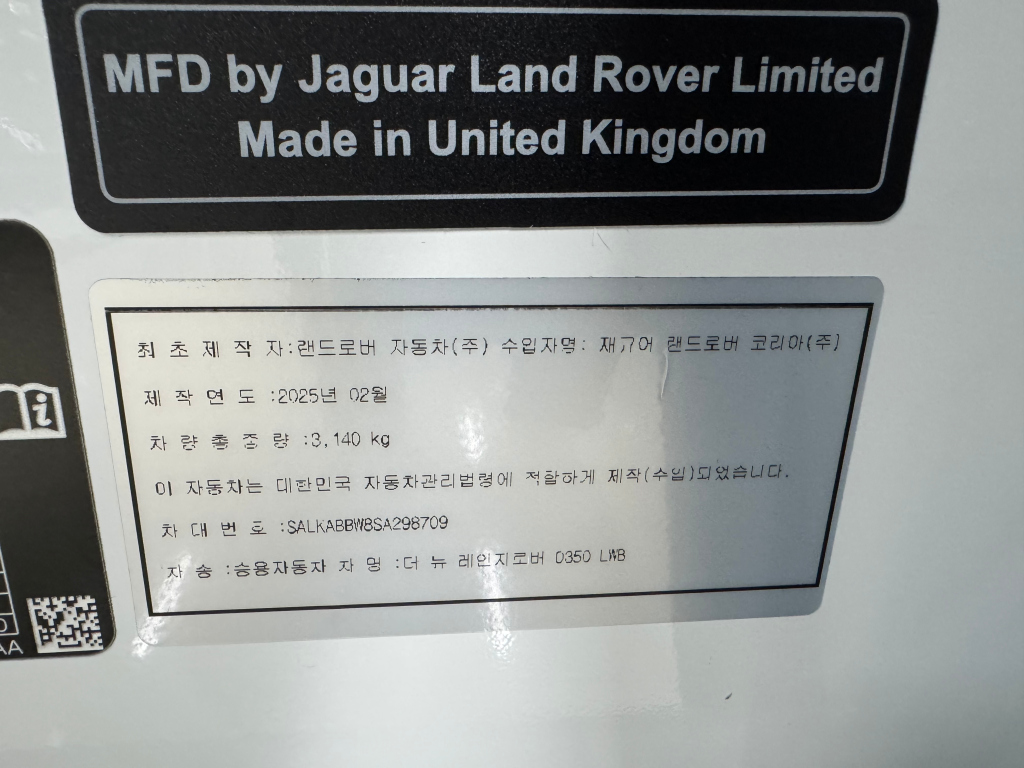 MFD by Jaguar Land Rover Limited
Made in United Kingdom
최 초 제 작 자:랜드로버 자동차(주) 수입자명: 재규어 랜드로버 코리아(주)
제 작 연 도 :2025년 02월
차 량 총 중 량 :3,140 kg
이 자동차는 대한민국 자동차관리법령에 적합하게 제작(수입)되었습니다.
차 대 번 호 :SALKABBW8SA298709
차 종 :승용자동차 차 명 :더 뉴 레인지로버 D350 LWB
AA